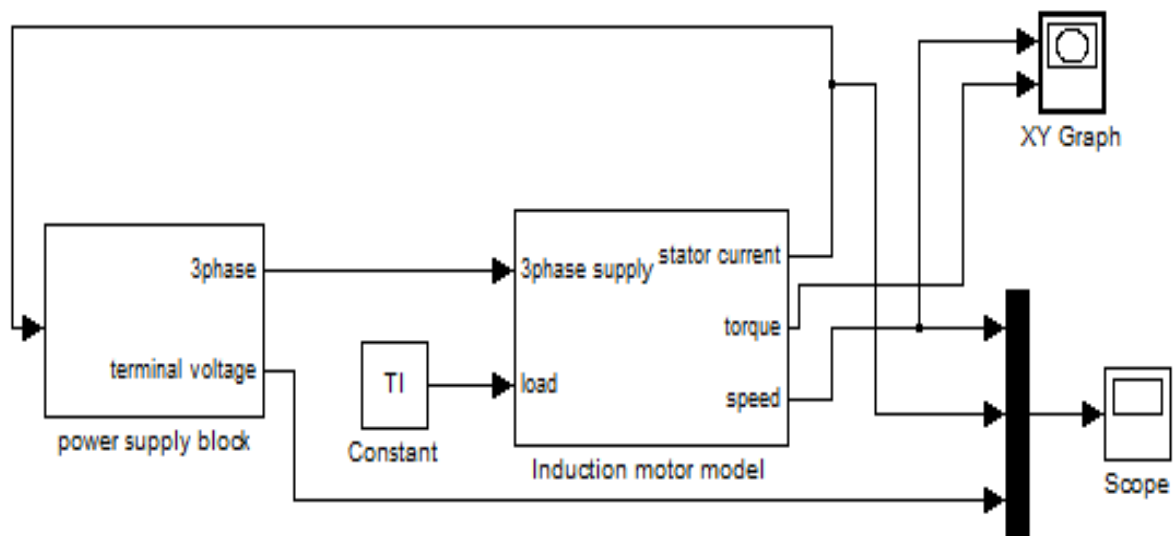 XY Graph
3phase
terminal voltage
power supply block
TI
Constant
3phase supply
load
stator current
torque
speed
Induction motor model
Scope